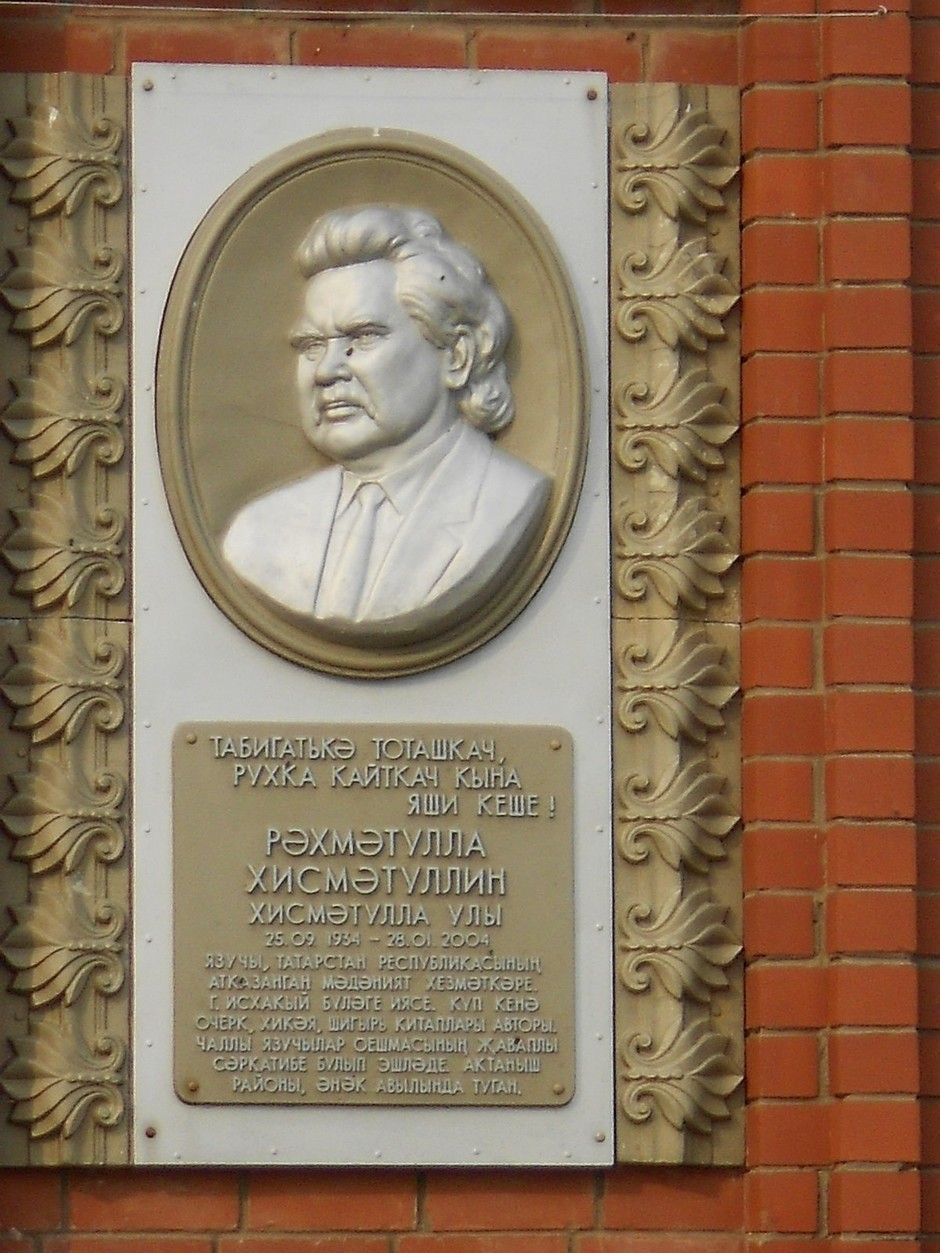 ТАБИГАТЬКӘ ТОТАШКАЧ,
РУХКА КАЙТКАЧ КЫНА
ЯШИ КЕШЕ!
РӘХМӘТУЛЛА
ХИСМӘТУЛЛИН
ХИСМӘТУЛЛА УЛЫ
25.09.1934 – 28.01.2004
ЯЗУЧЫ, ТАТАРСТАН РЕСПУБЛИКАСЫНЫҢ
АТКАЗАНГАН МӘДӘНИЯТ ХЕЗМӘТКӘРЕ.
Г. ИСХАКЫЙ БҮЛӘГЕ ИЯСЕ. КҮП КЕНӘ
ОЧЕРК, ХИКӘЯ, ШИГЫРЬ КИТАПЛАРЫ АВТОРЫ.
ЧАЛЛЫ ЯЗУЧЫЛАР ОЕШМАСЫНЫҢ ҖАВАПЛЫ
СӘРКАТИБЕ БУЛЫП ЭШЛӘДЕ. АКТАНЫШ
РАЙОНЫ, ӘНӘК АВЫЛЫНДА ТУГАН.